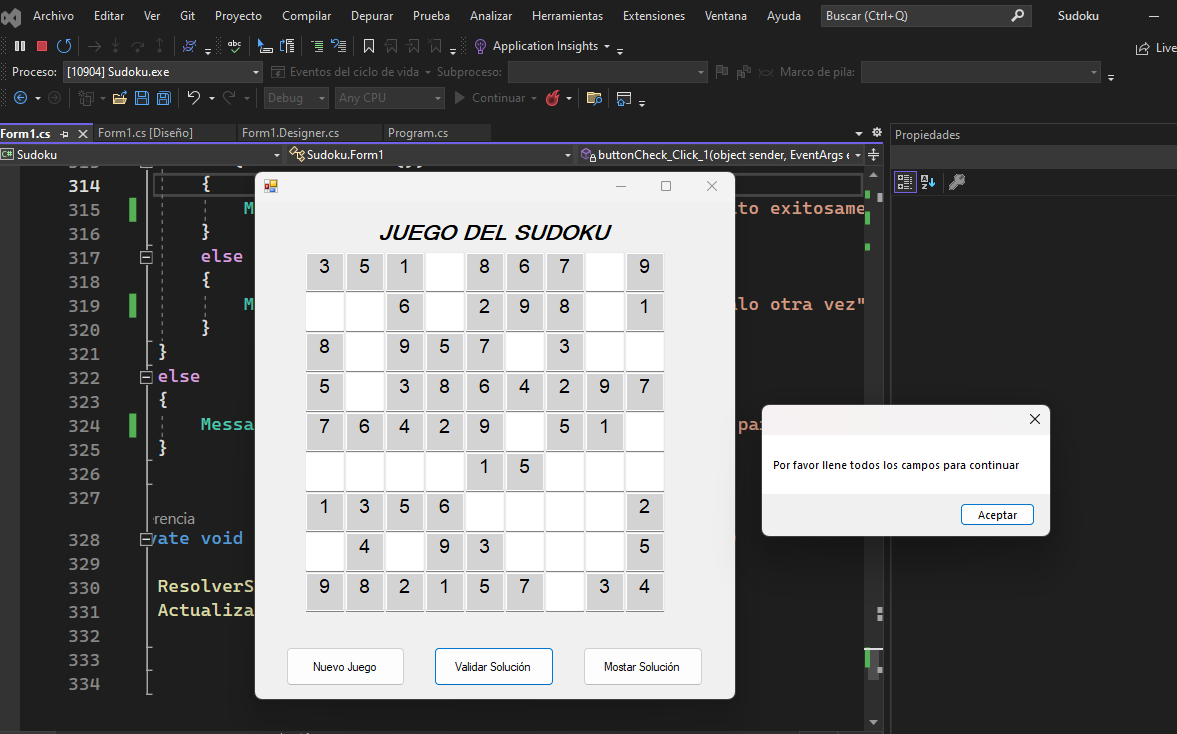 Archivo Editar Ver Git Proyecto Compilar Depurar Prueba Analizar Herramientas Extensiones Ventana Ayuda Buscar (Ctrl+Q) Sudoku
Application Insights Live
Proceso: [10904] Sudoku.exe Eventos del ciclo de vida Subproceso: Marco de pila:
Debug Any CPU Continuar
Form1.cs Form1.cs [Diseño] Form1.Designer.cs Program.cs Propiedades
C# Sudoku Sudoku.Form1 buttonCheck_Click_1(object sender, EventArgs e
314 {
315 M to exitosame
316 }
317 else
318 {
319 M lo otra vez"
320 }
321 }
322 else
323 {
324 Messa pa
325 }
326
327
rencia
328 vate void
329
330 ResolverS
331 Actualiza
332
333
334
JUEGO DEL SUDOKU
3 5 1 8 6 7 9
6 2 9 8 1
8 9 5 7 3
5 3 8 6 4 2 9 7
7 6 4 2 9 5 1
1 5
1 3 5 6 2
4 9 3 5
9 8 2 1 5 7 3 4
Nuevo Juego Validar Solución Mostar Solución
Por favor llene todos los campos para continuar
Aceptar